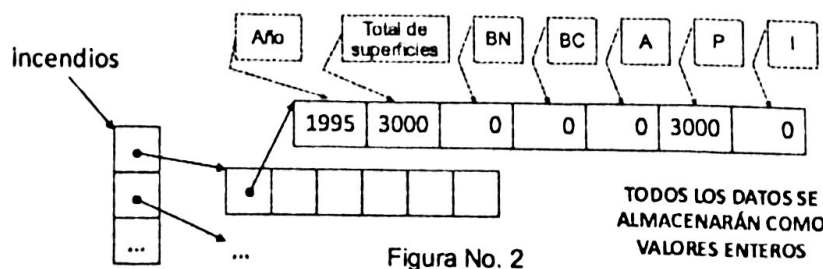 Año
Total de superficies
BN
BC
A
P
I
incendios
1995 3000 0 0 0 3000 0
...
...
TODOS LOS DATOS SE
ALMACENARÁN COMO
VALORES ENTEROS
Figura No. 2